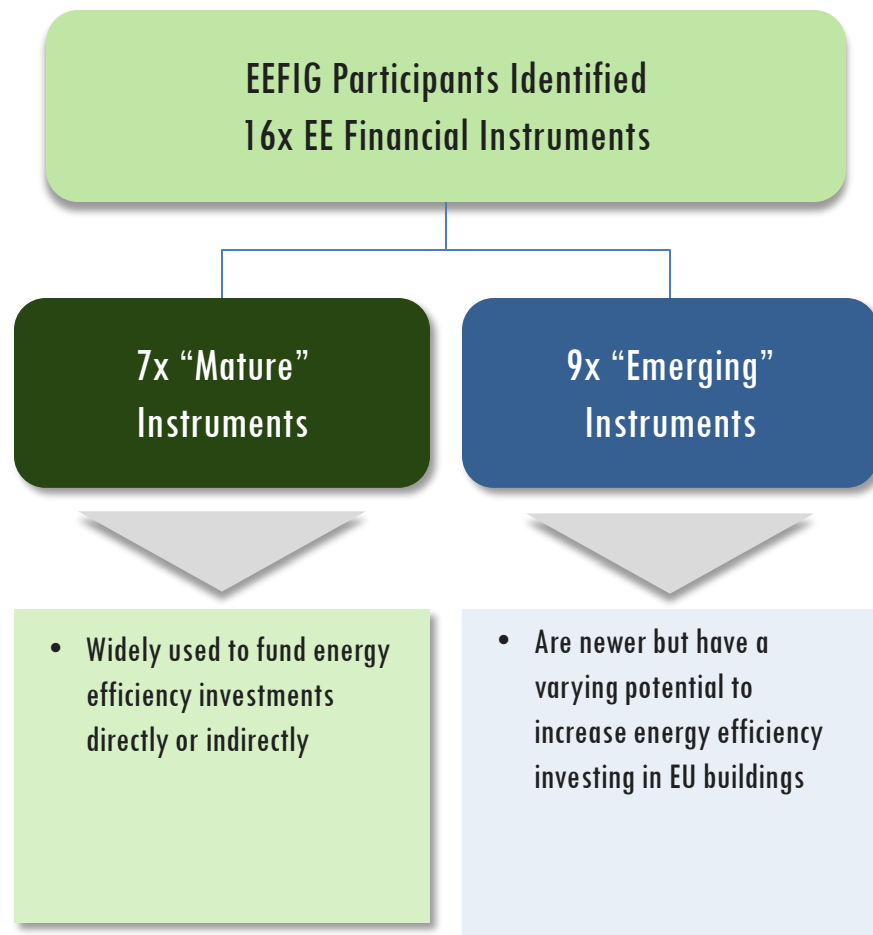 EEFIG Participants Identified
16x EE Financial Instruments
7x “Mature”
Instruments
9x “Emerging”
Instruments
• Widely used to fund energy
efficiency investments
directly or indirectly
• Are newer but have a
varying potential to
increase energy efficiency
investing in EU buildings